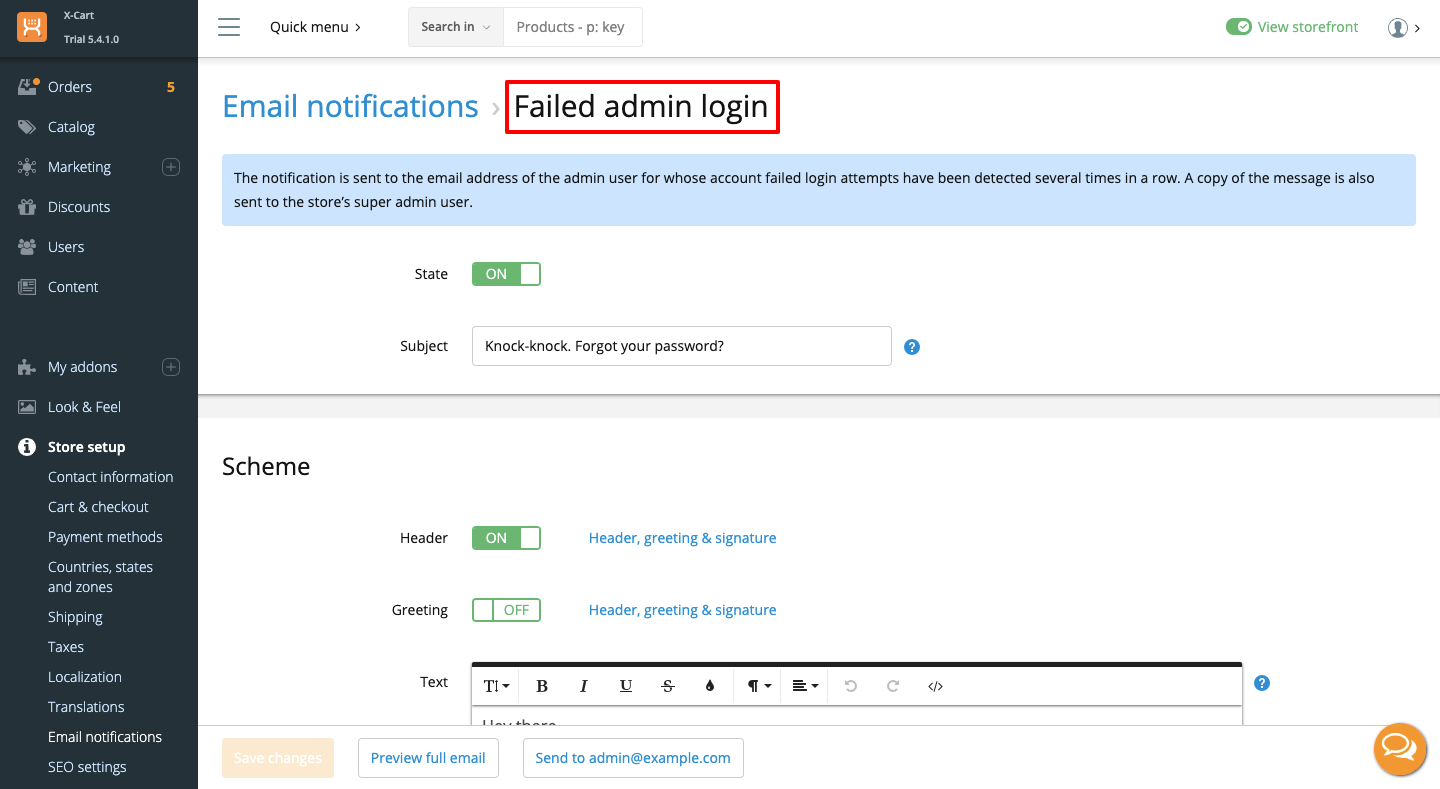 X-Cart
Trial 5.4.1.0
Quick menu
Search in
Products - p: key
View storefront
Orders 5
Catalog
Marketing
Discounts
Users
Content
My addons
Look & Feel
Store setup
Contact information
Cart & checkout
Payment methods
Countries, states
and zones
Shipping
Taxes
Localization
Translations
Email notifications
SEO settings
Email notifications › Failed admin login
The notification is sent to the email address of the admin user for whose account failed login attempts have been detected several times in a row. A copy of the message is also
sent to the store’s super admin user.
State ON
Subject Knock-knock. Forgot your password? ?
Scheme
Header ON Header, greeting & signature
Greeting OFF Header, greeting & signature
Text ?
Hey there
Save changes
Preview full email
Send to admin@example.com